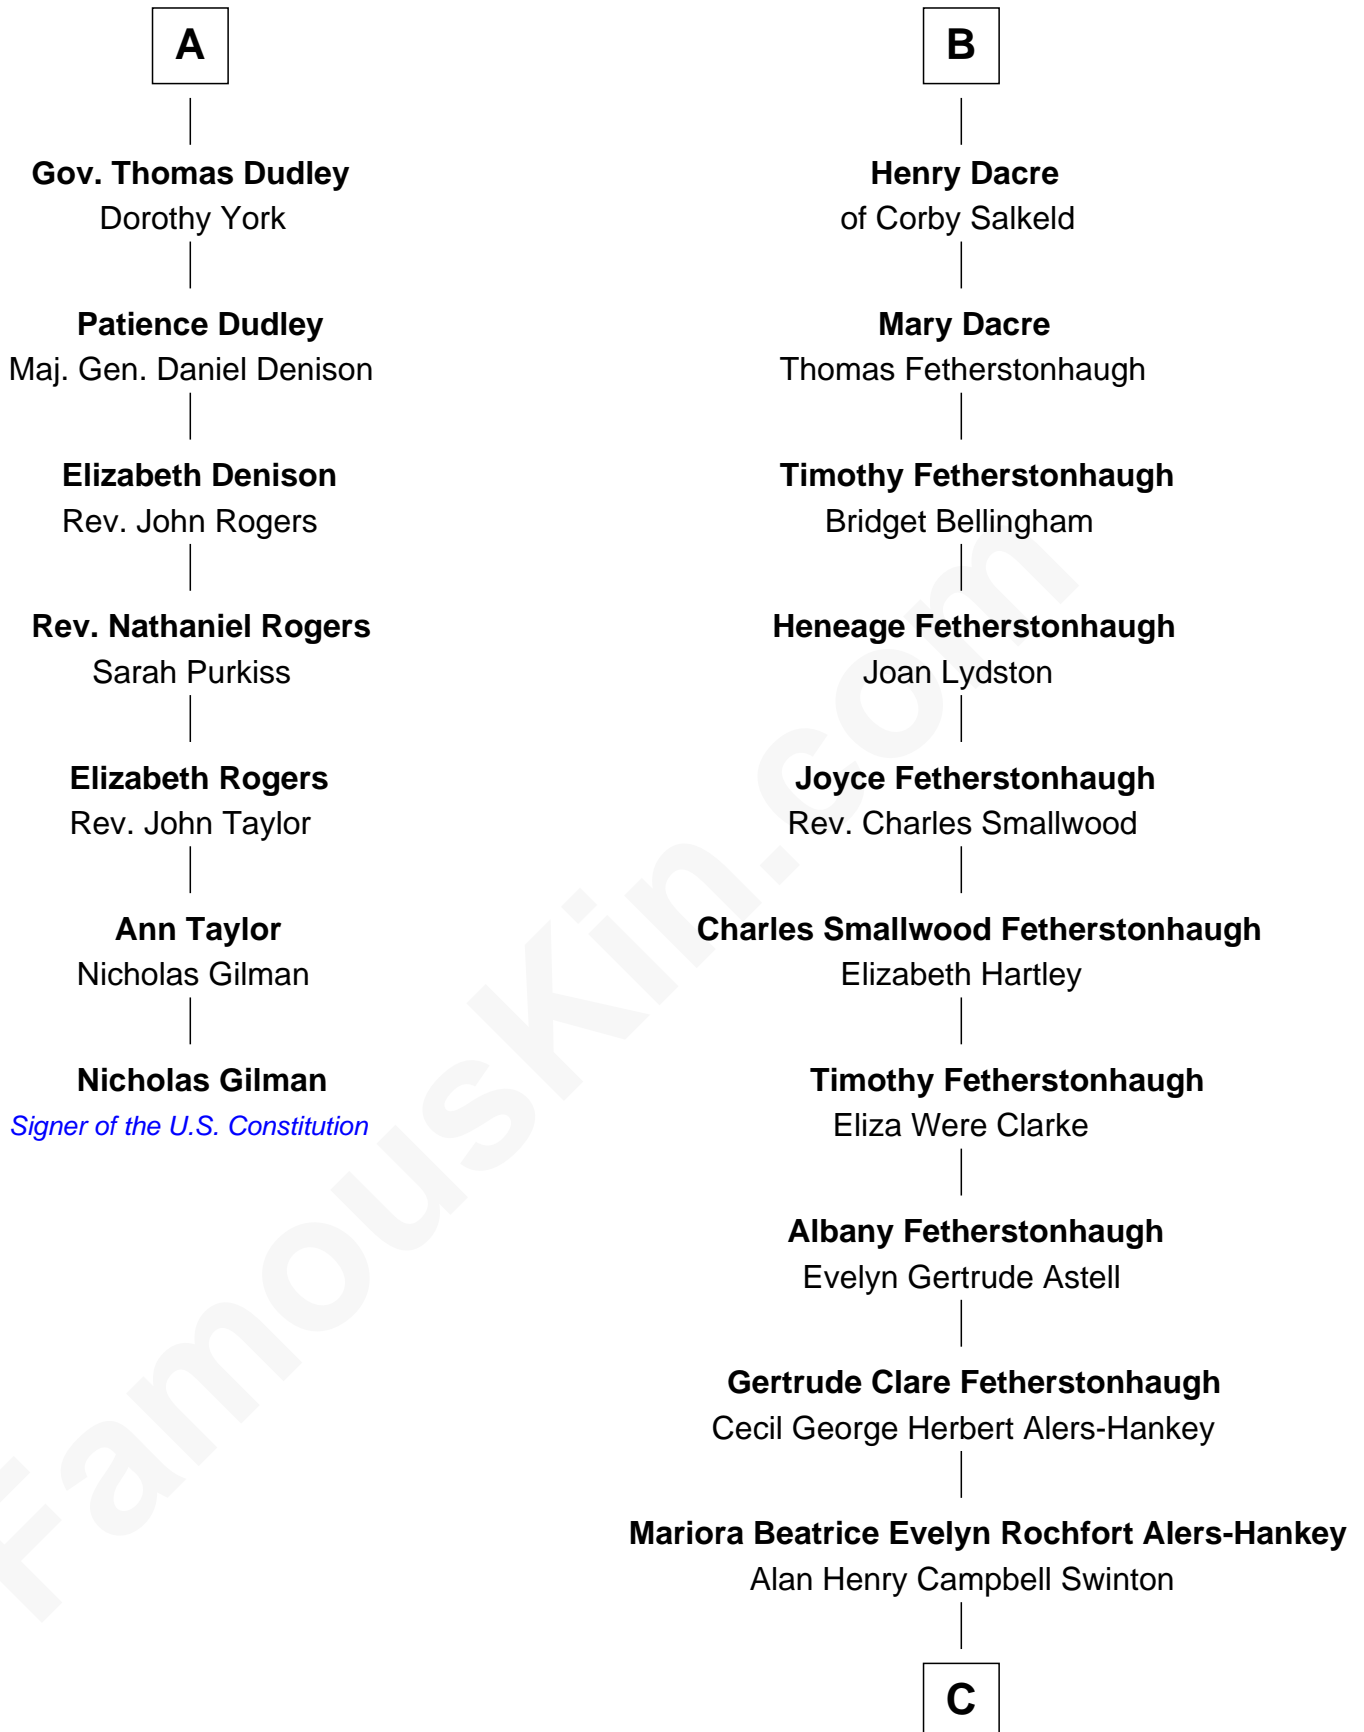 A
Gov. Thomas Dudley
Dorothy York
Patience Dudley
Maj. Gen. Daniel Denison
Elizabeth Denison
Rev. John Rogers
Rev. Nathaniel Rogers
Sarah Purkiss
Elizabeth Rogers
Rev. John Taylor
Ann Taylor
Nicholas Gilman
Nicholas Gilman
Signer of the U.S. Constitution
B
Henry Dacre
of Corby Salkeld
Mary Dacre
Thomas Fetherstonhaugh
Timothy Fetherstonhaugh
Bridget Bellingham
Heneage Fetherstonhaugh
Joan Lydston
Joyce Fetherstonhaugh
Rev. Charles Smallwood
Charles Smallwood Fetherstonhaugh
Elizabeth Hartley
Timothy Fetherstonhaugh
Eliza Were Clarke
Albany Fetherstonhaugh
Evelyn Gertrude Astell
Gertrude Clare Fetherstonhaugh
Cecil George Herbert Alers-Hankey
Mariora Beatrice Evelyn Rochfort Alers-Hankey
Alan Henry Campbell Swinton
C
FamousKin.com